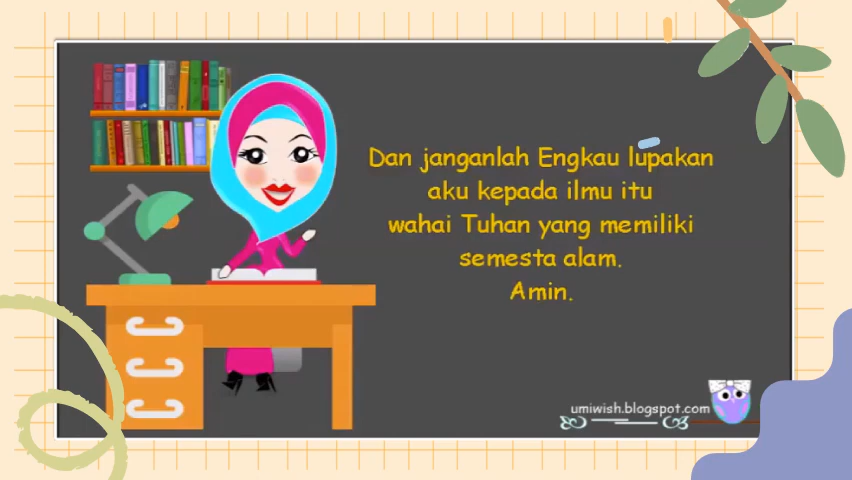 Dan janganlah Engkau lupakan
aku kepada ilmu itu
wahai Tuhan yang memiliki
semesta alam.
Amin.
umiwish.blogspot.com